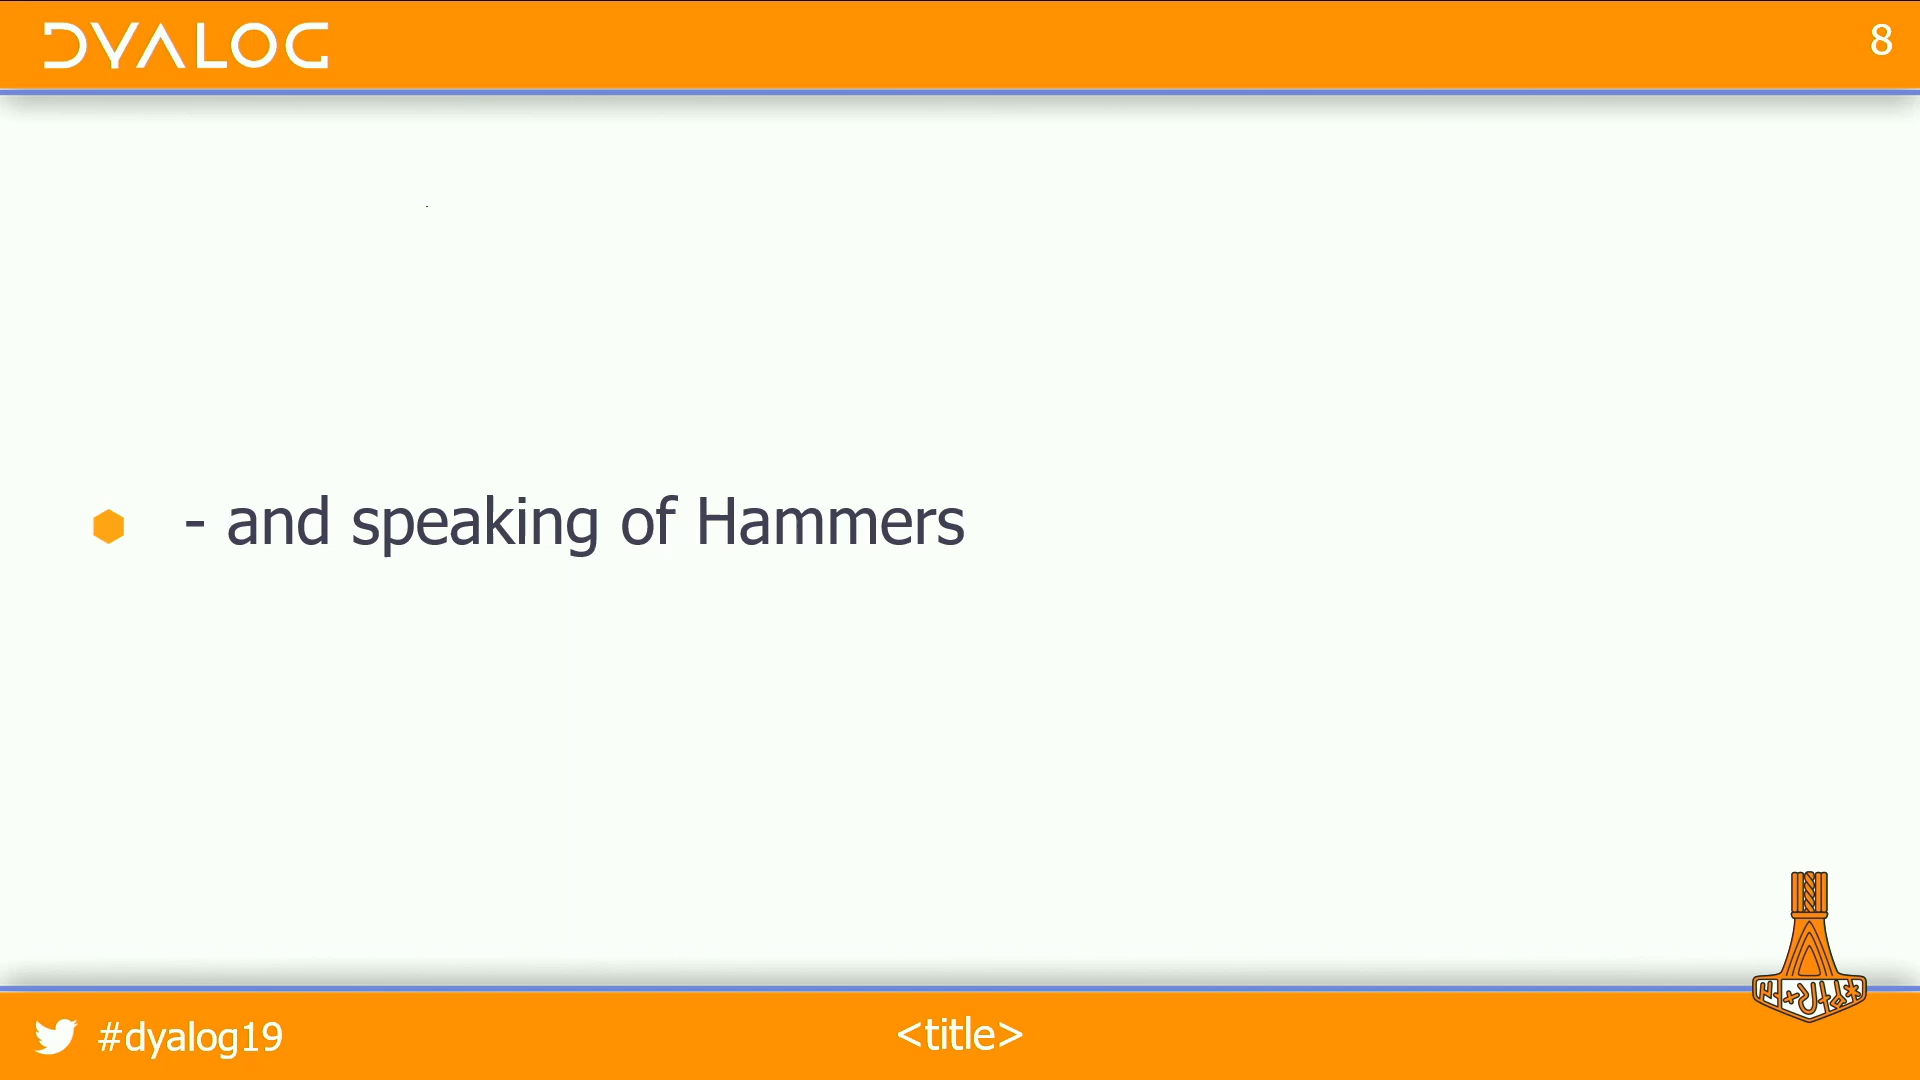 DYALOG
8
- and speaking of Hammers
#dyalog19
<title>